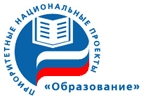 ПРИОРИТЕТНЫЕ НАЦИОНАЛЬНЫЕ ПРОЕКТЫ
«Образование»